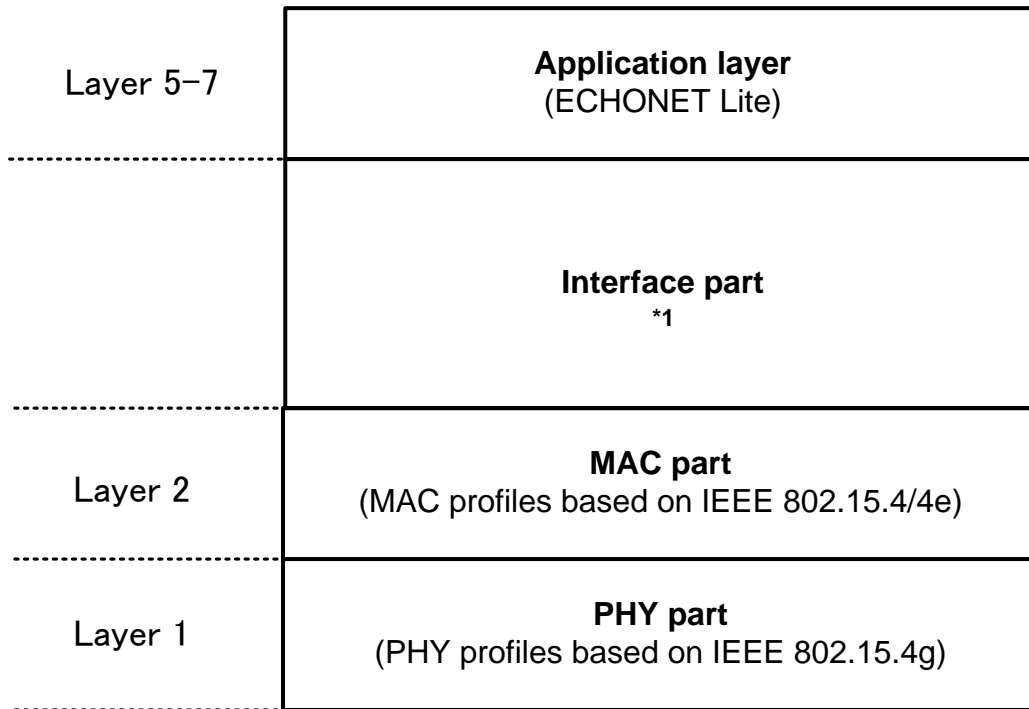 Layer 5-7
Application layer
(ECHONET Lite)
Interface part
*1
Layer 2
MAC part
(MAC profiles based on IEEE 802.15.4/4e)
Layer 1
PHY part
(PHY profiles based on IEEE 802.15.4g)